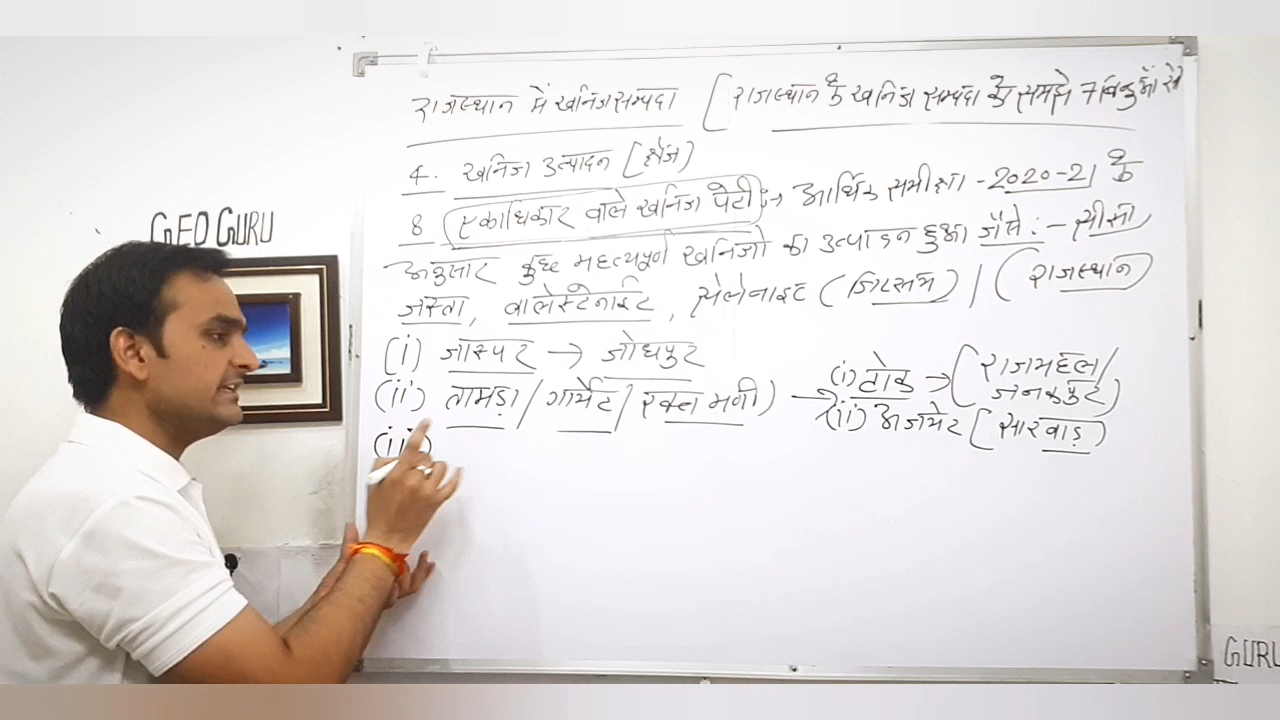 राजस्थान में खनिज सम्पदा [राजस्थान के खनिज सम्पदा को समझे 7 बिन्दुओं से
4. खनिज उत्पादन [क्षेत्र)
8 (एकाधिकार वाले खनिज पेटी) :→ आर्थिक समीक्षा - 2020-21 के
अनुसार कुछ महत्वपूर्ण खनिजो का उत्पादन हुआ जैसे :- सीसा
जस्ता, वालेस्टेनाईट, सेलेनाइट (जिप्सम) / (राजस्थान)
(i) जास्पर → जोधपुर
(ii) तामड़ा / गार्मेट / रक्त मणी) → (i) टोंक → (राजमहल / जनकपुर)
(ii) अजमेर [सारवाड़)
(iii)
GEO GURU
GURU